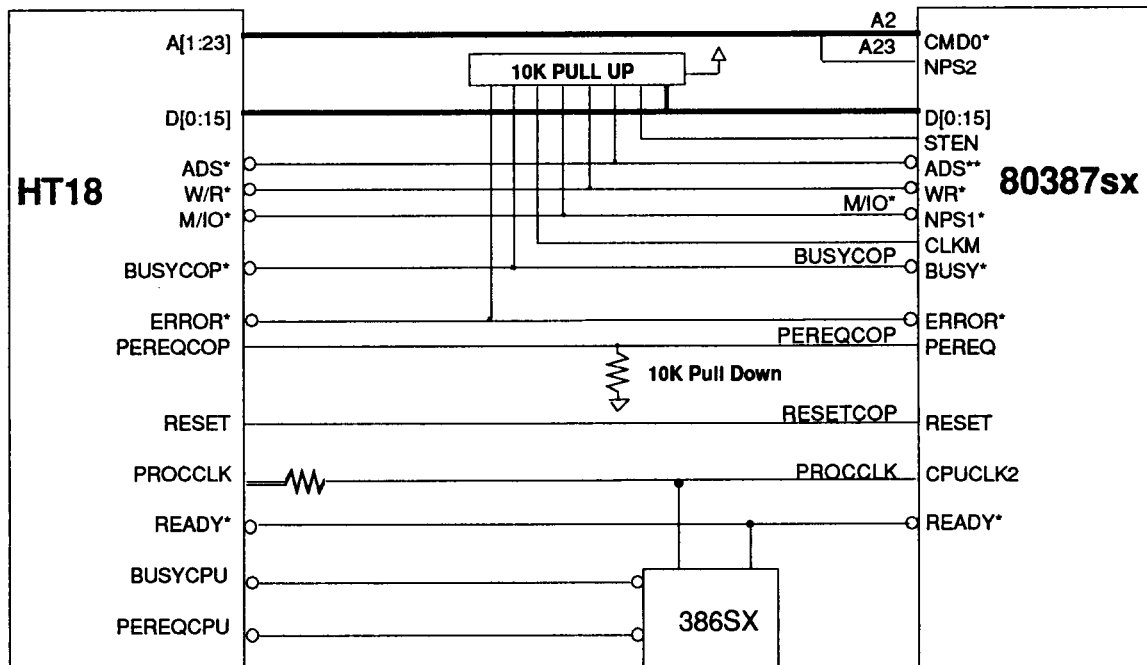 A2
A[1:23] CMD0*
A23
NPS2
10K PULL UP
D[0:15] D[0:15]
STEN
ADS* ADS**
HT18 80387sx
W/R* WR*
M/IO* M/IO* NPS1*
CLKM
BUSYCOP
BUSYCOP* BUSY*
ERROR* ERROR*
PEREQCOP PEREQCOP PEREQ
10K Pull Down
RESETCOP
RESET RESET
PROCCLK PROCCLK CPUCLK2
READY* READY*
BUSYCPU
PEREQCPU 386SX